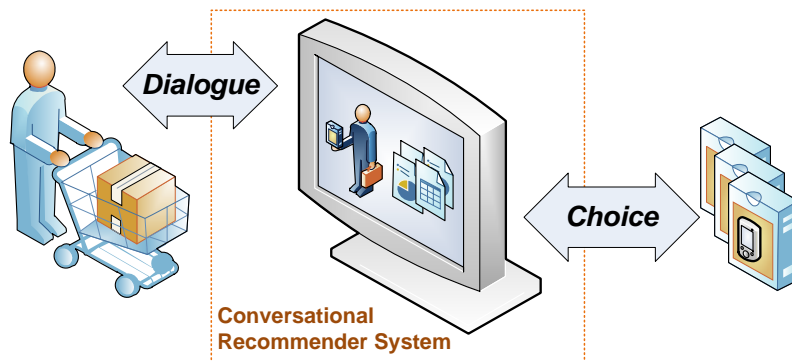 Dialogue
Choice
Conversational
Recommender System